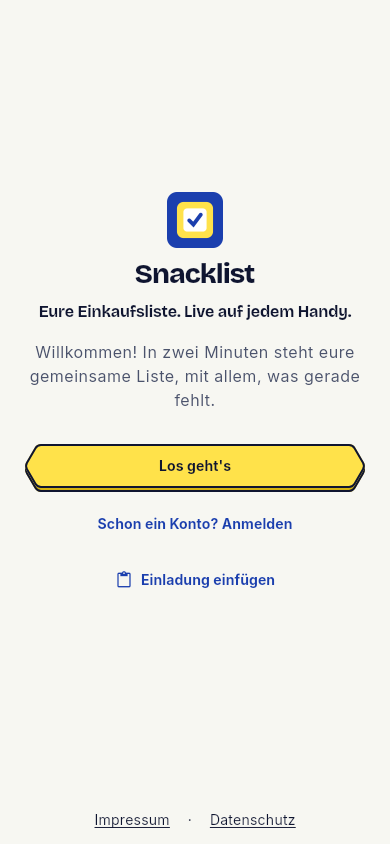 Snacklist
Eure Einkaufsliste. Live auf jedem Handy.
Willkommen! In zwei Minuten steht eure
gemeinsame Liste, mit allem, was gerade
fehlt.
Los geht's
Schon ein Konto? Anmelden
Einladung einfügen
Impressum · Datenschutz